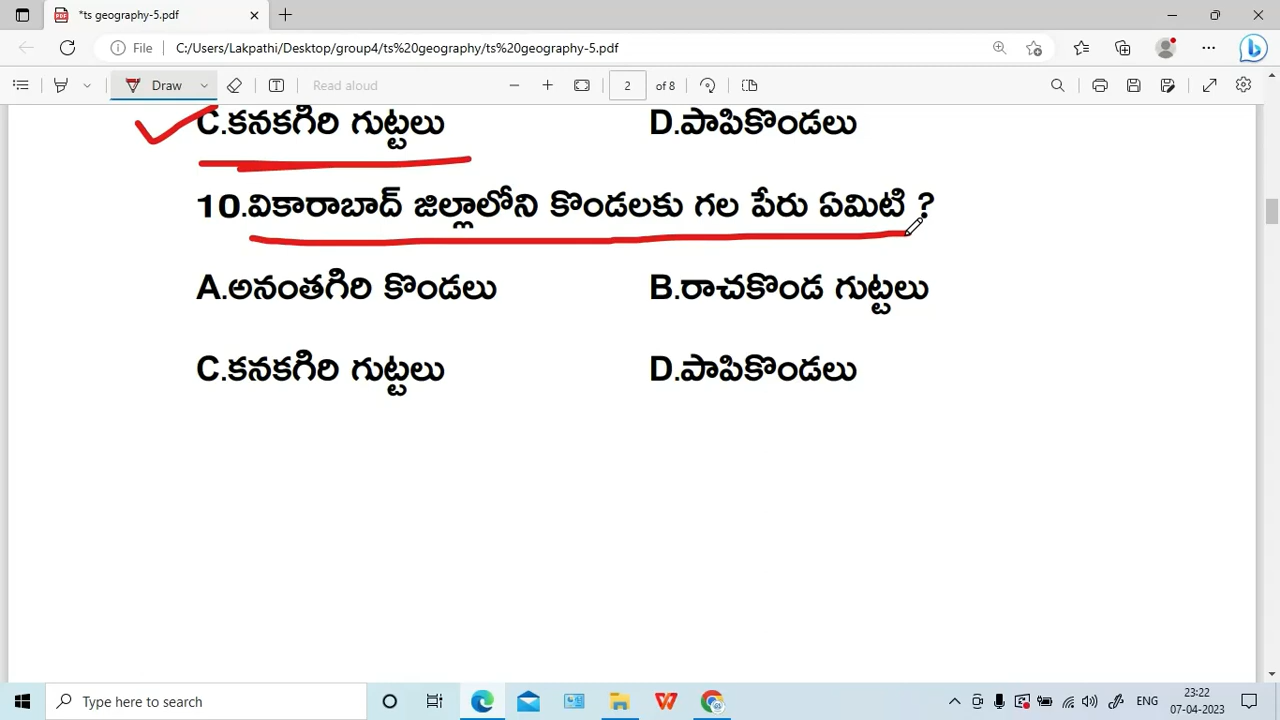 *ts geography-5.pdf
File C:/Users/Lakpathi/Desktop/group4/ts%20geography/ts%20geography-5.pdf
Draw Read aloud 2 of 8
C.కనకగిరి గుట్టలు D.పాపికొండలు
10.వికారాబాద్ జిల్లాలోని కొండలకు గల పేరు ఏమిటి ?
A.అనంతగిరి కొండలు B.రాచకొండ గుట్టలు
C.కనకగిరి గుట్టలు D.పాపికొండలు
Type here to search ENG 23:22
07-04-2023